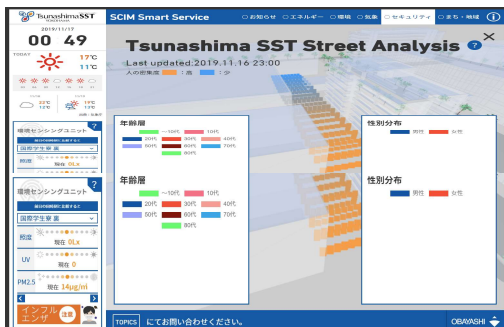 Tsunashima SST
SCIM Smart Service
お知らせ
エネルギー
環境
気象
セキュリティ
まち・地域
2019/11/17
00 49
TODAY
17℃
11℃
22℃
12℃
19℃
12℃
Tsunashima SST Street Analysis ?
Last updated:2019.11.16 23:00
人の密集度 :高 :少
環境センシングユニット ?
国際学生寮 裏
照度 現在 0Lx
環境センシングユニット ?
国際学生寮 裏
照度 現在 0Lx
UV 現在 0
PM2.5 現在 14μg/㎥
インフルエンザ 注意
年齢層
~10代 10代
20代 30代 40代
50代 60代 70代
80代
性別分布
男性 女性
年齢層
~10代 10代
20代 30代 40代
50代 60代 70代
80代
性別分布
男性 女性
TOPICS にてお問い合わせください。
OBAYASHI